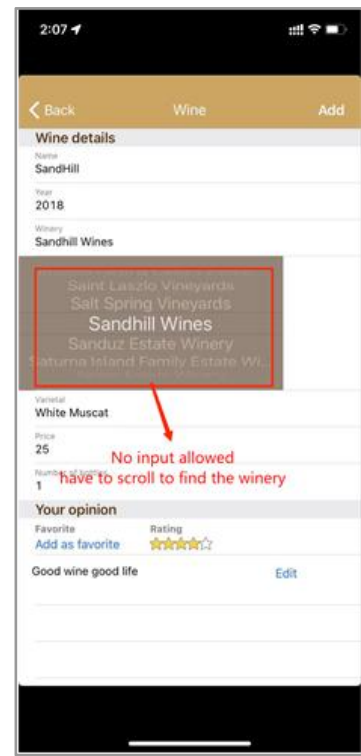 2:07
Back Wine Add
Wine details
Name
SandHill
Year
2018
Winery
Sandhill Wines
Saint Laszlo Vineyards
Salt Spring Vineyards
Sandhill Wines
Sanduz Estate Winery
Saturna Island Family Estate Wi...
Varietal
White Muscat
Price
25
No input allowed
Number of bottles
have to scroll to find the winery
1
Your opinion
Favorite Rating
Add as favorite
Good wine good life Edit